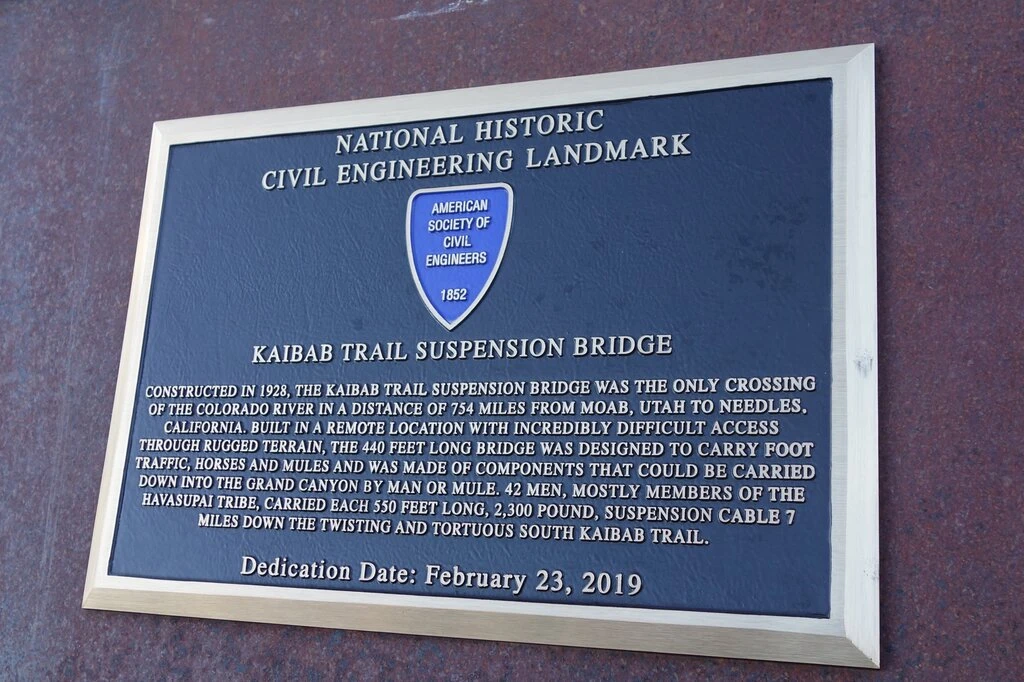 NATIONAL HISTORIC
CIVIL ENGINEERING LANDMARK
AMERICAN
SOCIETY OF
CIVIL
ENGINEERS
1852
KAIBAB TRAIL SUSPENSION BRIDGE
CONSTRUCTED IN 1928, THE KAIBAB TRAIL SUSPENSION BRIDGE WAS THE ONLY CROSSING
OF THE COLORADO RIVER IN A DISTANCE OF 754 MILES FROM MOAB, UTAH TO NEEDLES,
CALIFORNIA. BUILT IN A REMOTE LOCATION WITH INCREDIBLY DIFFICULT ACCESS
THROUGH RUGGED TERRAIN, THE 440 FEET LONG BRIDGE WAS DESIGNED TO CARRY FOOT
TRAFFIC, HORSES AND MULES AND WAS MADE OF COMPONENTS THAT COULD BE CARRIED
DOWN INTO THE GRAND CANYON BY MAN OR MULE. 42 MEN, MOSTLY MEMBERS OF THE
HAVASUPAI TRIBE, CARRIED EACH 550 FEET LONG, 2,300 POUND, SUSPENSION CABLE 7
MILES DOWN THE TWISTING AND TORTUOUS SOUTH KAIBAB TRAIL.
Dedication Date: February 23, 2019